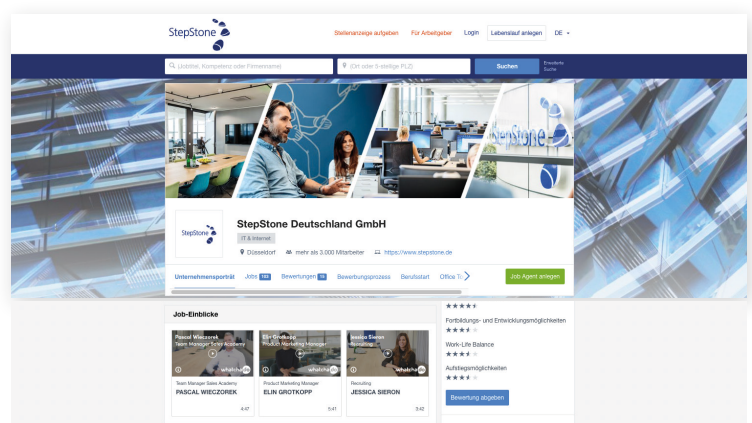 StepStone
Stellenanzeige aufgeben Für Arbeitgeber Login Lebenslauf anlegen DE
(Jobtitel, Kompetenz oder Firmenname) (Ort oder 5-stellige PLZ) Suchen Erweiterte Suche
StepStone
StepStone
StepStone Deutschland GmbH
IT & Internet
Düsseldorf mehr als 3.000 Mitarbeiter https://www.stepstone.de
Unternehmensporträt Jobs Bewertungen Bewerbungsprozess Berufsstart Office
Job Agent anlegen
Job-Einblicke
Pascal Wieczorek
Team Manager Sales Academy
whatchado
Team Manager Sales Academy
PASCAL WIECZOREK
4:47
Elin Grotkopp
Product Marketing Manager
whatchado
Product Marketing Manager
ELIN GROTKOPP
5:41
Jessica Sieron
Recruiting
whatchado
Recruiting
JESSICA SIERON
3:42
Fortbildungs- und Entwicklungsmöglichkeiten
Work-Life Balance
Aufstiegsmöglichkeiten
Bewertung abgeben